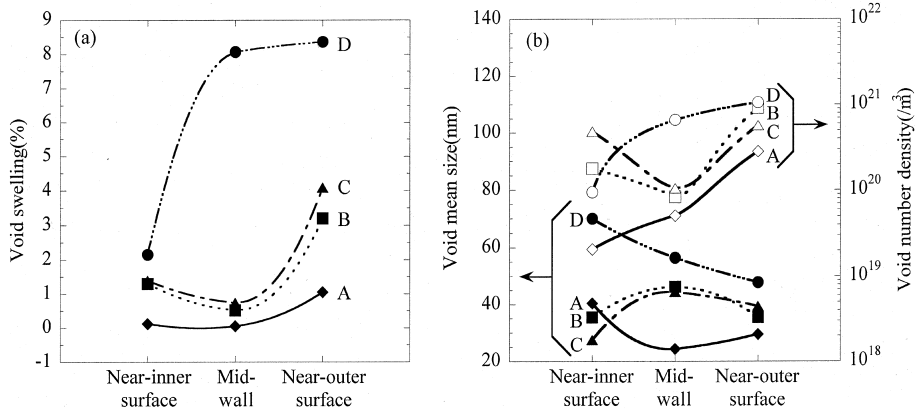 (a)
Void swelling(%)
9
8
7
6
5
4
3
2
1
0
-1
D
C
B
A
Near-inner
surface
Mid-
wall
Near-outer
surface
(b)
Void mean size(nm)
140
120
100
80
60
40
20
D
A
B
C
D
B
C
A
10²²
10²¹
10²⁰
10¹⁹
10¹⁸
Void number density(/m³)
Near-inner
surface
Mid-
wall
Near-outer
surface